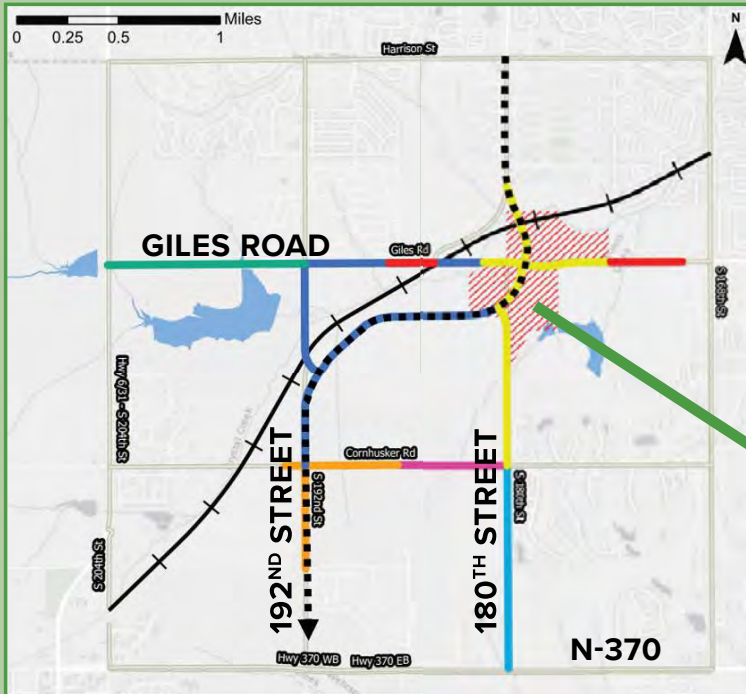 Miles
0 0.25 0.5 1
N
Harrison St
GILES ROAD
Giles Rd
S 168th St
Hwy 6/31 - S 204th St
Cornhusker Rd
192ND STREET
S 192nd St
180TH STREET
S 180th St
S 204th St
Hwy 370 WB
Hwy 370 EB
N-370